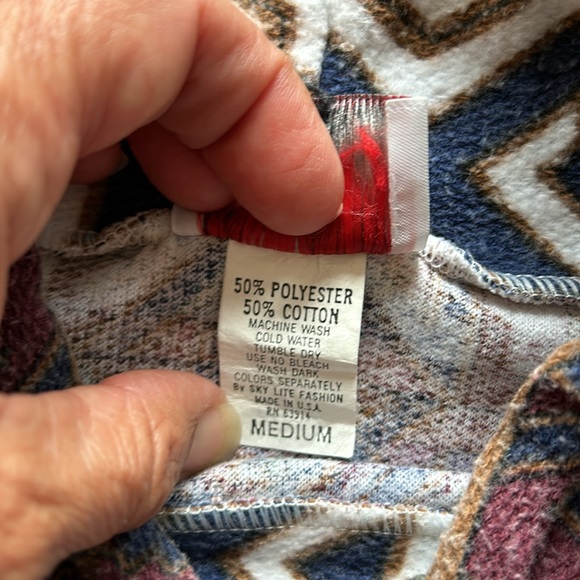 50% POLYESTER
50% COTTON
MACHINE WASH
COLD WATER
TUMBLE DRY
USE NO BLEACH
WASH DARK
COLORS SEPARATELY
By SKY LITE FASHION
MADE IN U.S.A.
RN 63914
MEDIUM